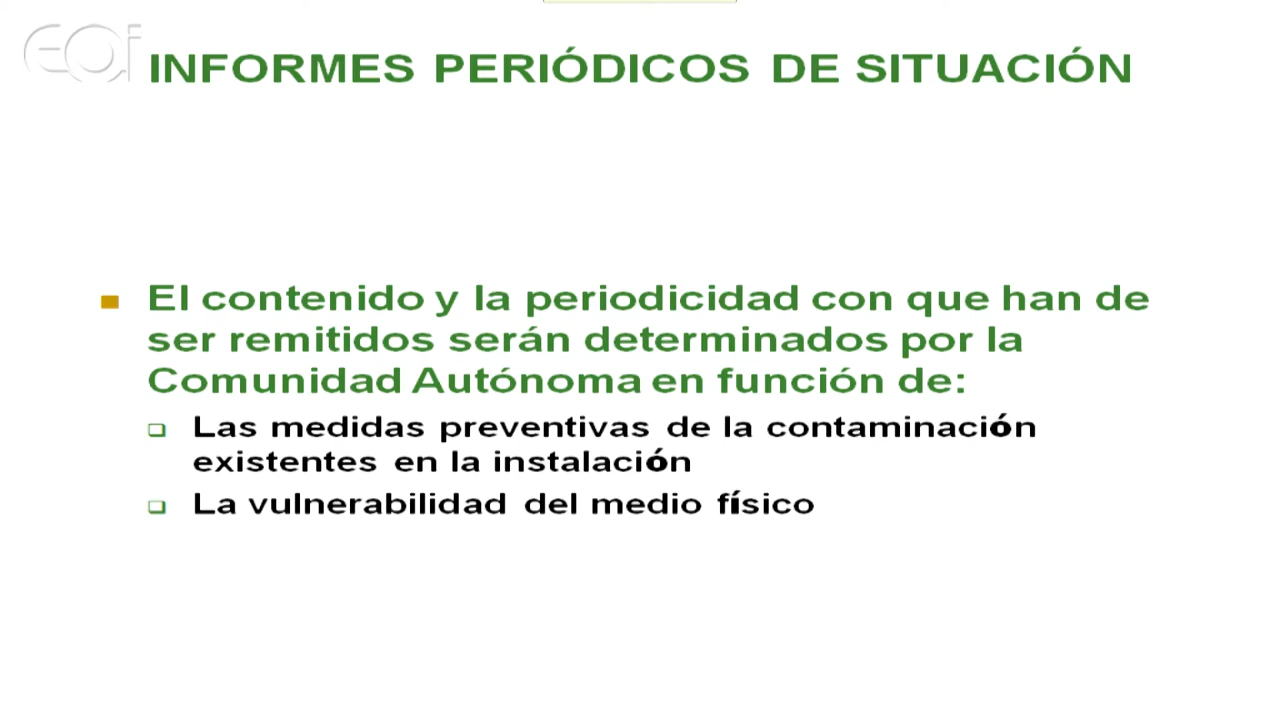 eoi
INFORMES PERIÓDICOS DE SITUACIÓN
El contenido y la periodicidad con que han de
ser remitidos serán determinados por la
Comunidad Autónoma en función de:
Las medidas preventivas de la contaminación
existentes en la instalación
La vulnerabilidad del medio físico